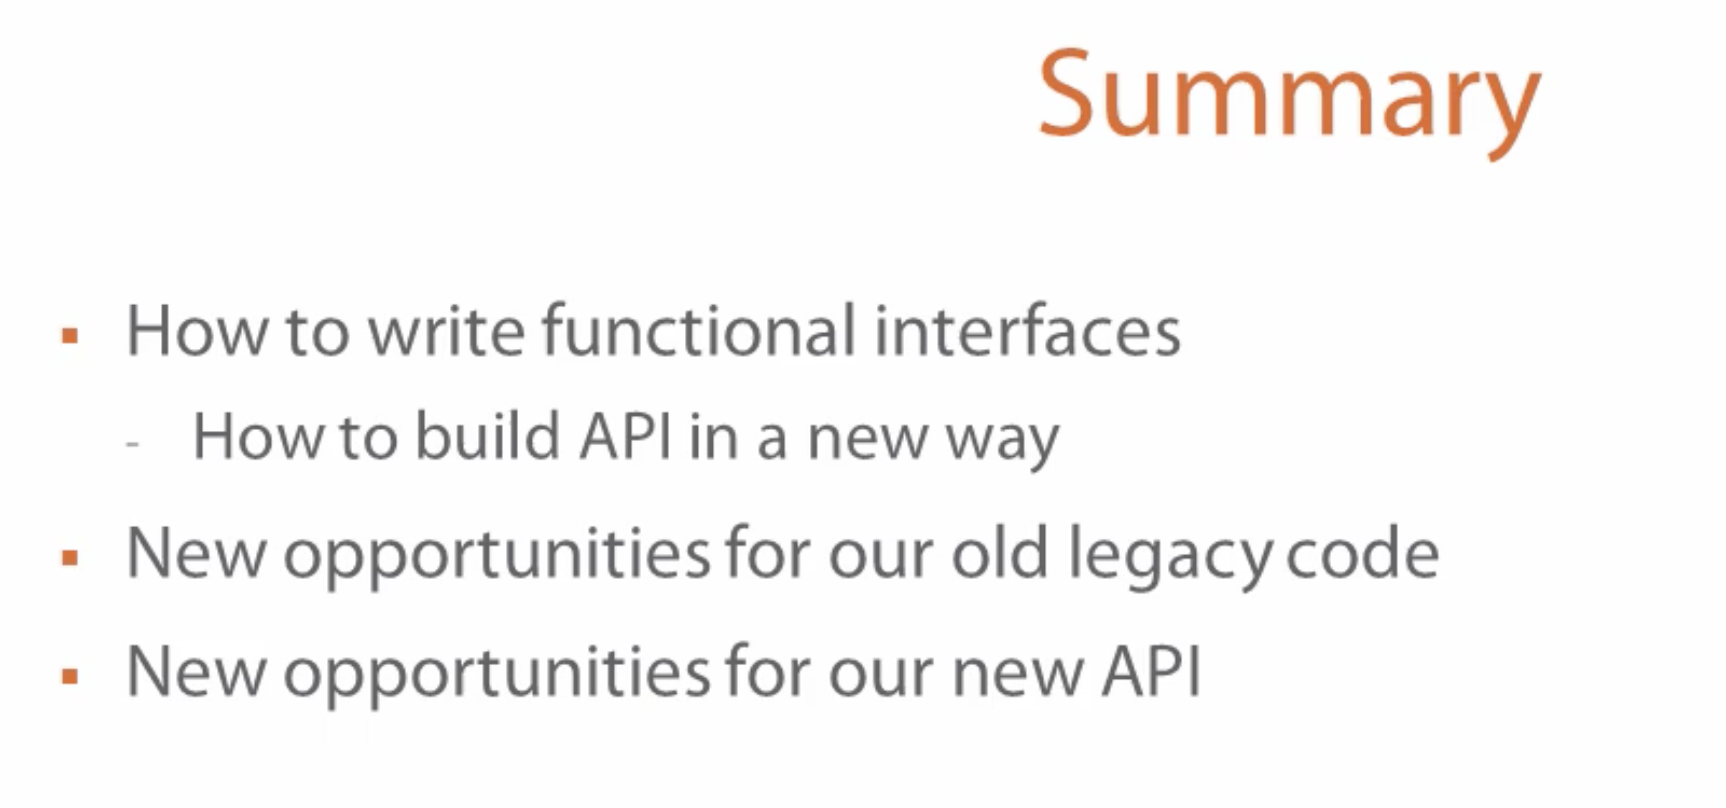 Summary
▪ How to write functional interfaces
- How to build API in a new way
▪ New opportunities for our old legacy code
▪ New opportunities for our new API